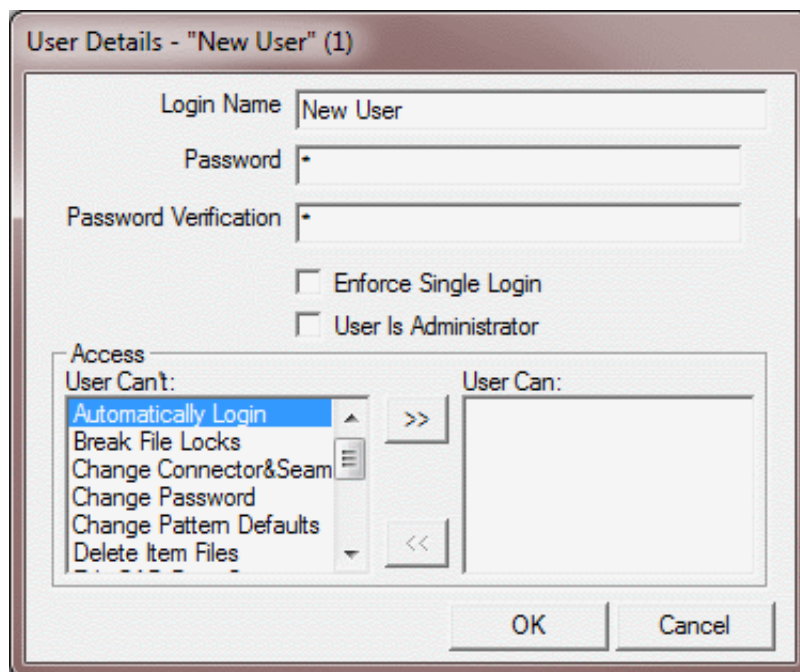 User Details - "New User" (1)
Login Name New User
Password *
Password Verification *
Enforce Single Login
User Is Administrator
Access
User Can't: User Can:
Automatically Login
>>
Break File Locks
Change Connector&Seam
Change Password
Change Pattern Defaults
<<
Delete Item Files
OK Cancel